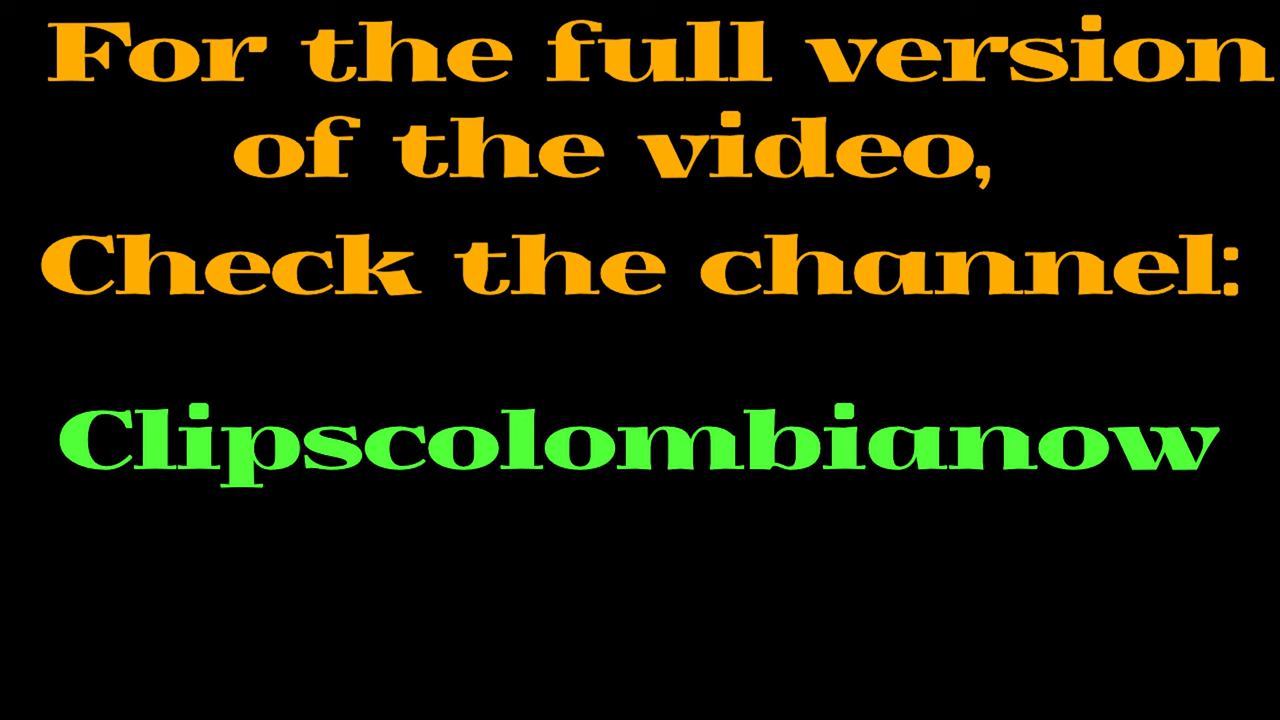 For the full version
of the video,
Check the channel:
Clipscolombianow